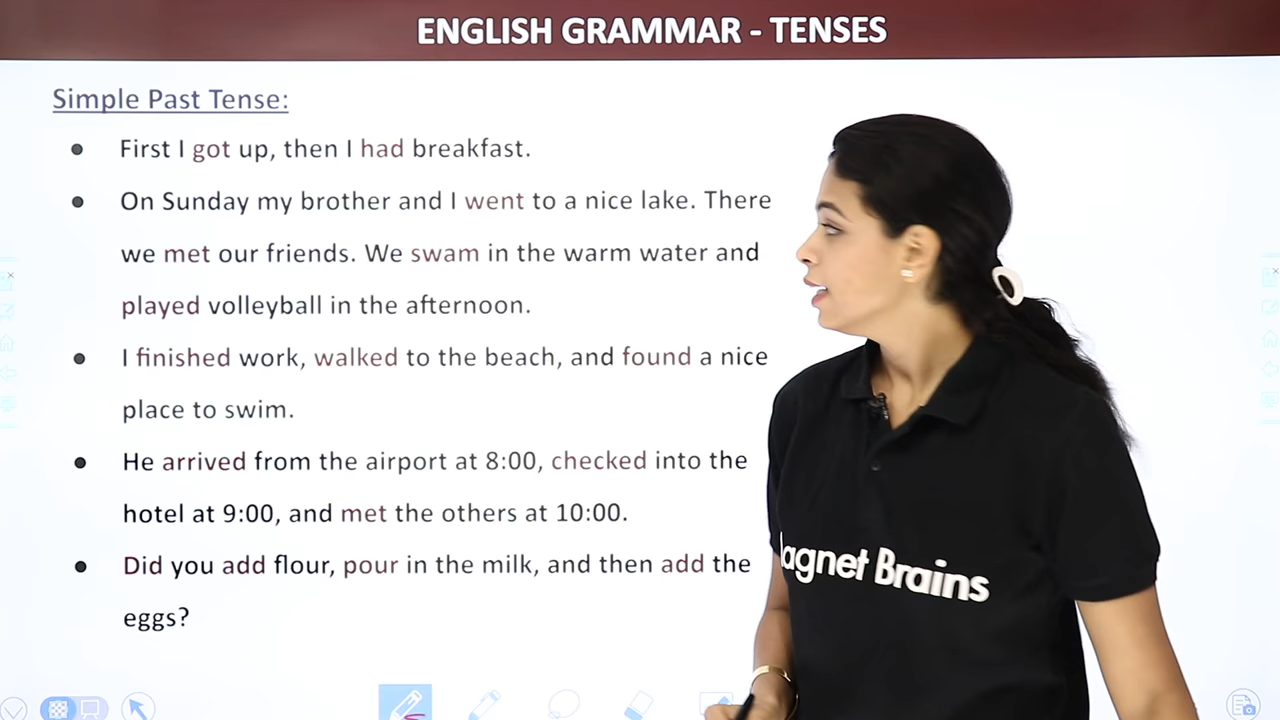 ENGLISH GRAMMAR - TENSES
Simple Past Tense:
● First I got up, then I had breakfast.
● On Sunday my brother and I went to a nice lake. There
we met our friends. We swam in the warm water and
played volleyball in the afternoon.
● I finished work, walked to the beach, and found a nice
place to swim.
● He arrived from the airport at 8:00, checked into the
hotel at 9:00, and met the others at 10:00.
● Did you add flour, pour in the milk, and then add the
eggs?
agnet Brains